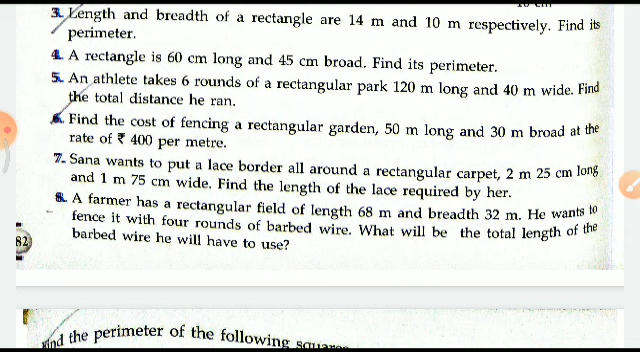 3. Length and breadth of a rectangle are 14 m and 10 m respectively. Find its
perimeter.
4. A rectangle is 60 cm long and 45 cm broad. Find its perimeter.
5. An athlete takes 6 rounds of a rectangular park 120 m long and 40 m wide. Find
the total distance he ran.
6. Find the cost of fencing a rectangular garden, 50 m long and 30 m broad at the
rate of ₹ 400 per metre.
7. Sana wants to put a lace border all around a rectangular carpet, 2 m 25 cm long
and 1 m 75 cm wide. Find the length of the lace required by her.
8. A farmer has a rectangular field of length 68 m and breadth 32 m. He wants to
fence it with four rounds of barbed wire. What will be the total length of the
barbed wire he will have to use?
82
Find the perimeter of the following